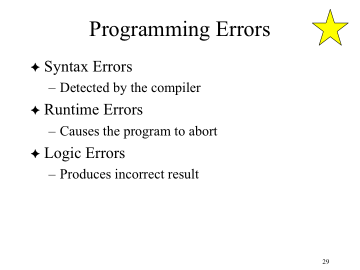 Programming Errors
✦ Syntax Errors
– Detected by the compiler
✦ Runtime Errors
– Causes the program to abort
✦ Logic Errors
– Produces incorrect result
29